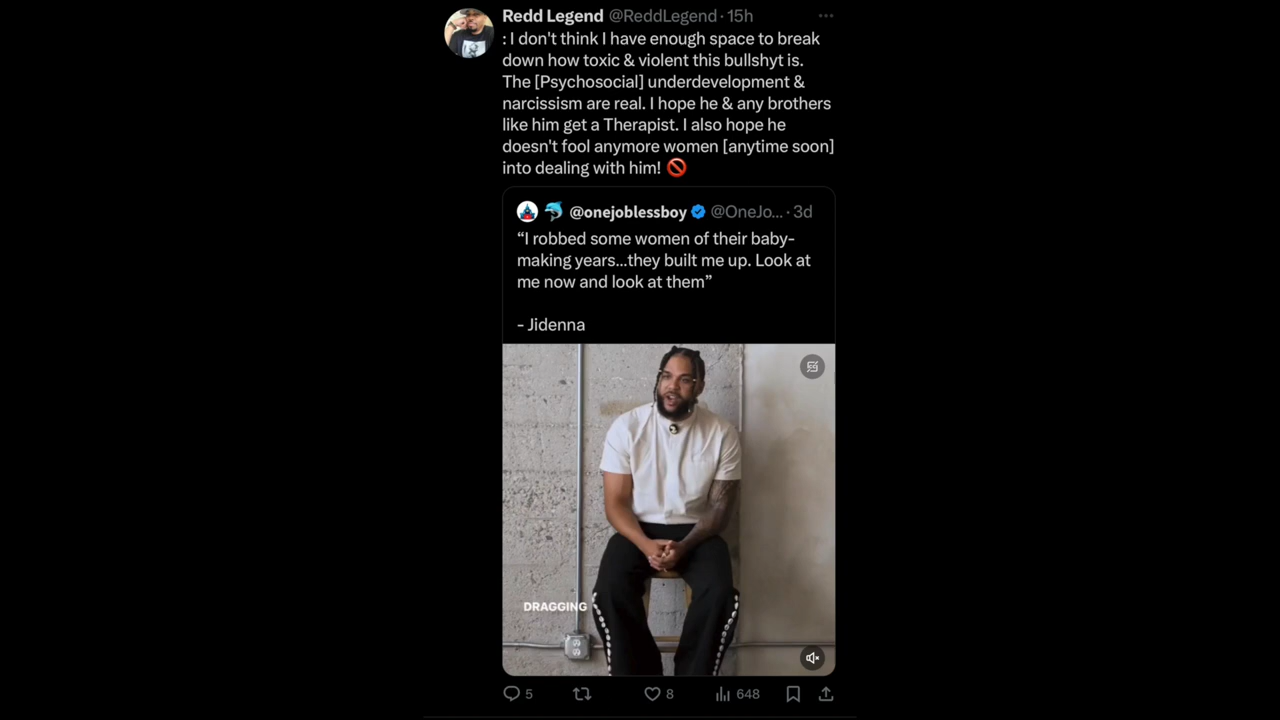 Redd Legend @ReddLegend · 15h
: I don't think I have enough space to break
down how toxic & violent this bullshyt is.
The [Psychosocial] underdevelopment &
narcissism are real. I hope he & any brothers
like him get a Therapist. I also hope he
doesn't fool anymore women [anytime soon]
into dealing with him! 🚫
🐬 @onejoblessboy @OneJo... · 3d
“I robbed some women of their baby-
making years...they built me up. Look at
me now and look at them”
- Jidenna
DRAGGING
5 8 648